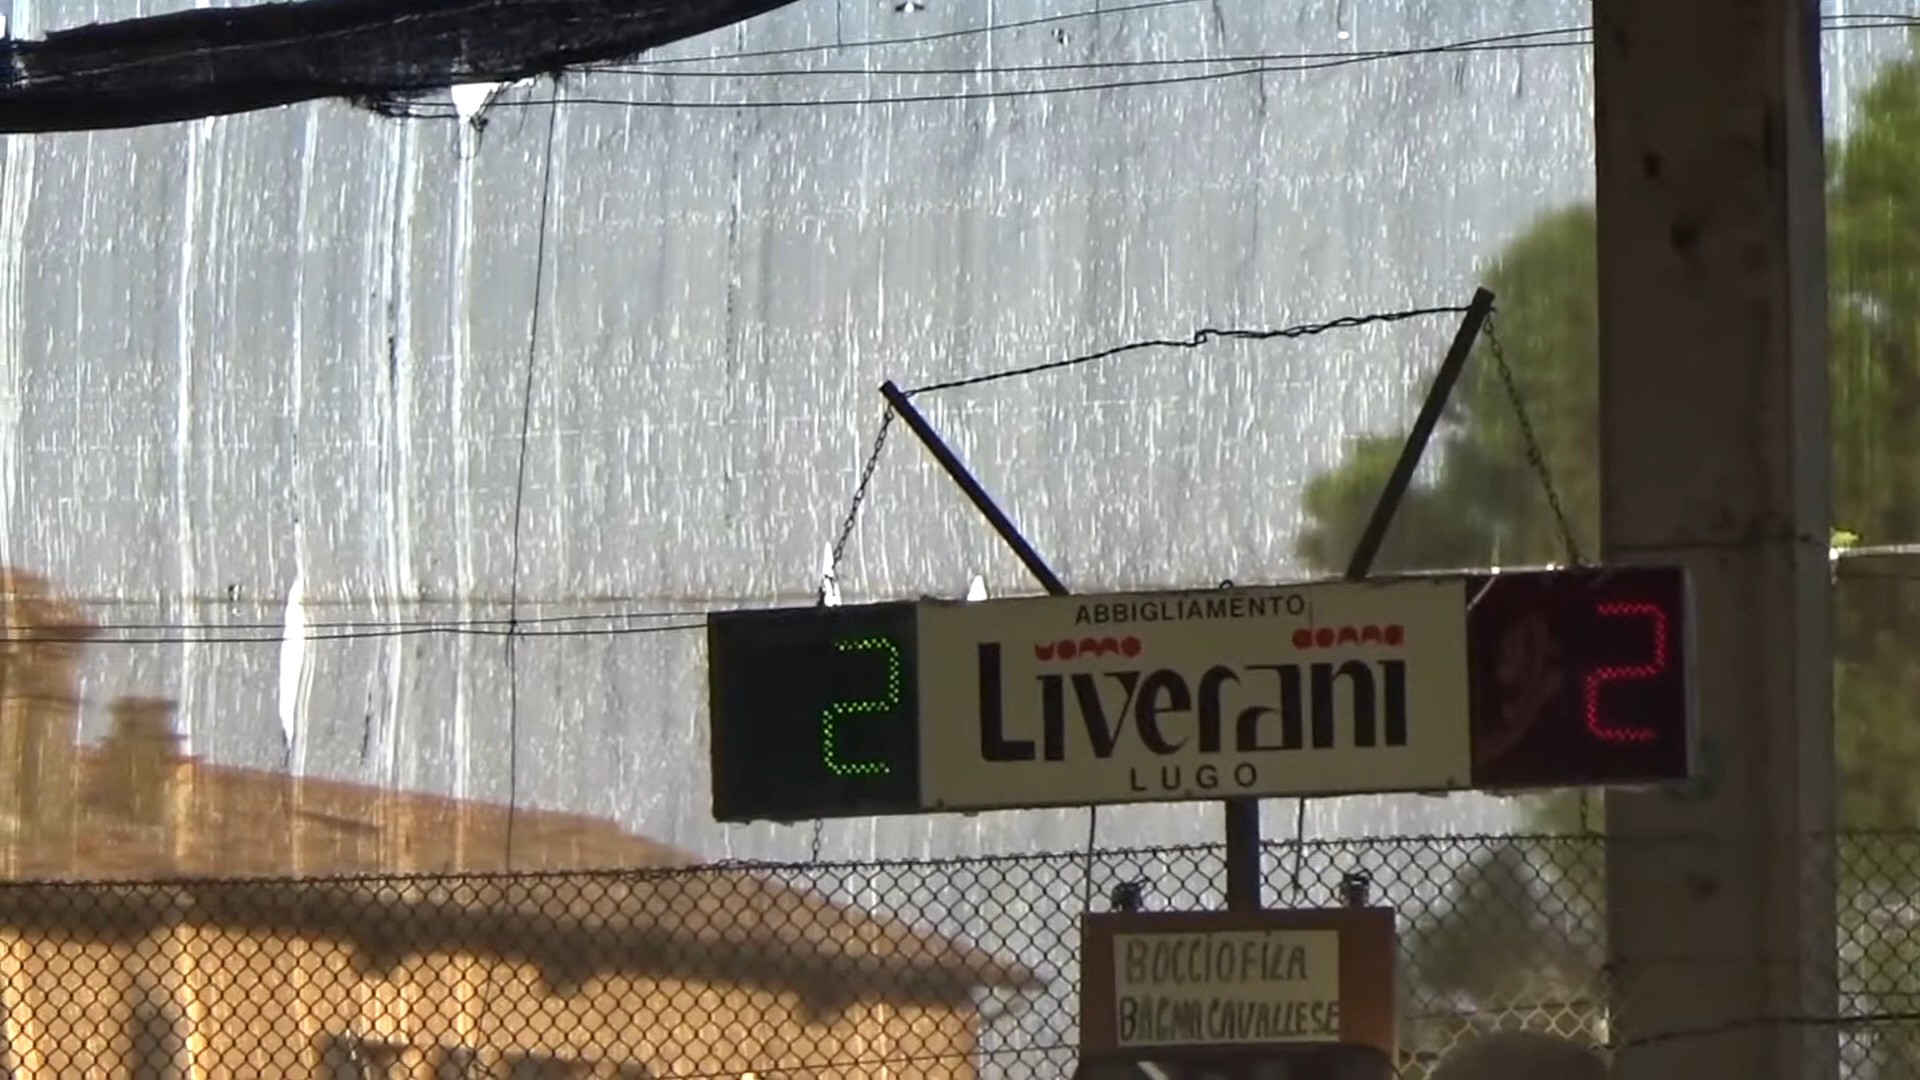 ABBIGLIAMENTO
uomo donna
2 Liverani 2
LUGO
BOCCIOFILA
BAGNACAVALLESE